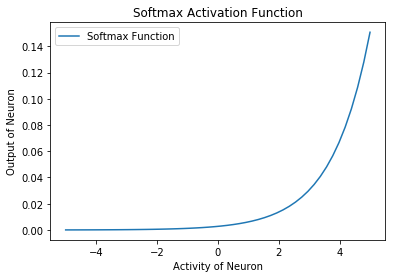 Softmax Activation Function
Softmax Function
Output of Neuron
0.14
0.12
0.10
0.08
0.06
0.04
0.02
0.00
−4 −2 0 2 4
Activity of Neuron